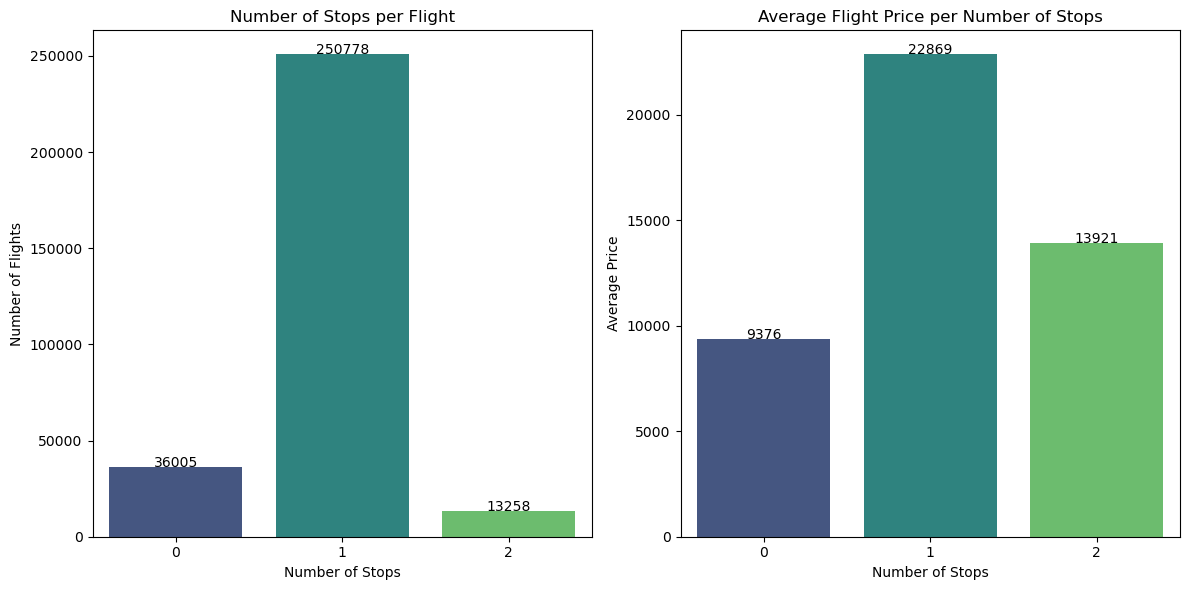 Number of Stops per Flight
Number of Flights
250000
200000
150000
100000
50000
0
36005
250778
13258
0 1 2
Number of Stops
Average Flight Price per Number of Stops
Average Price
20000
15000
10000
5000
0
9376
22869
13921
0 1 2
Number of Stops